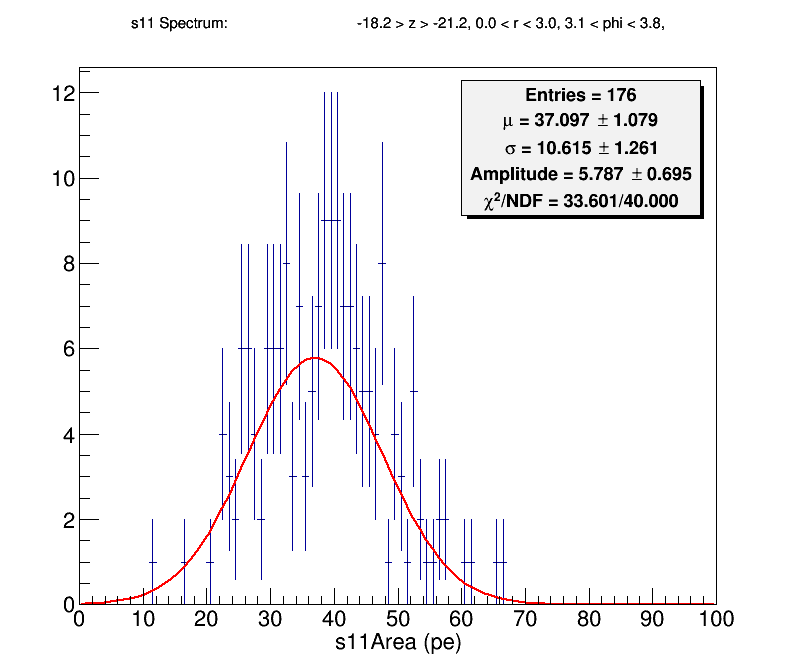 s11 Spectrum: -18.2 > z > -21.2, 0.0 < r < 3.0, 3.1 < phi < 3.8,
Entries = 176
μ = 37.097 ± 1.079
σ = 10.615 ± 1.261
Amplitude = 5.787 ± 0.695
χ²/NDF = 33.601/40.000
12
10
8
6
4
2
0
0 10 20 30 40 50 60 70 80 90 100
s11Area (pe)